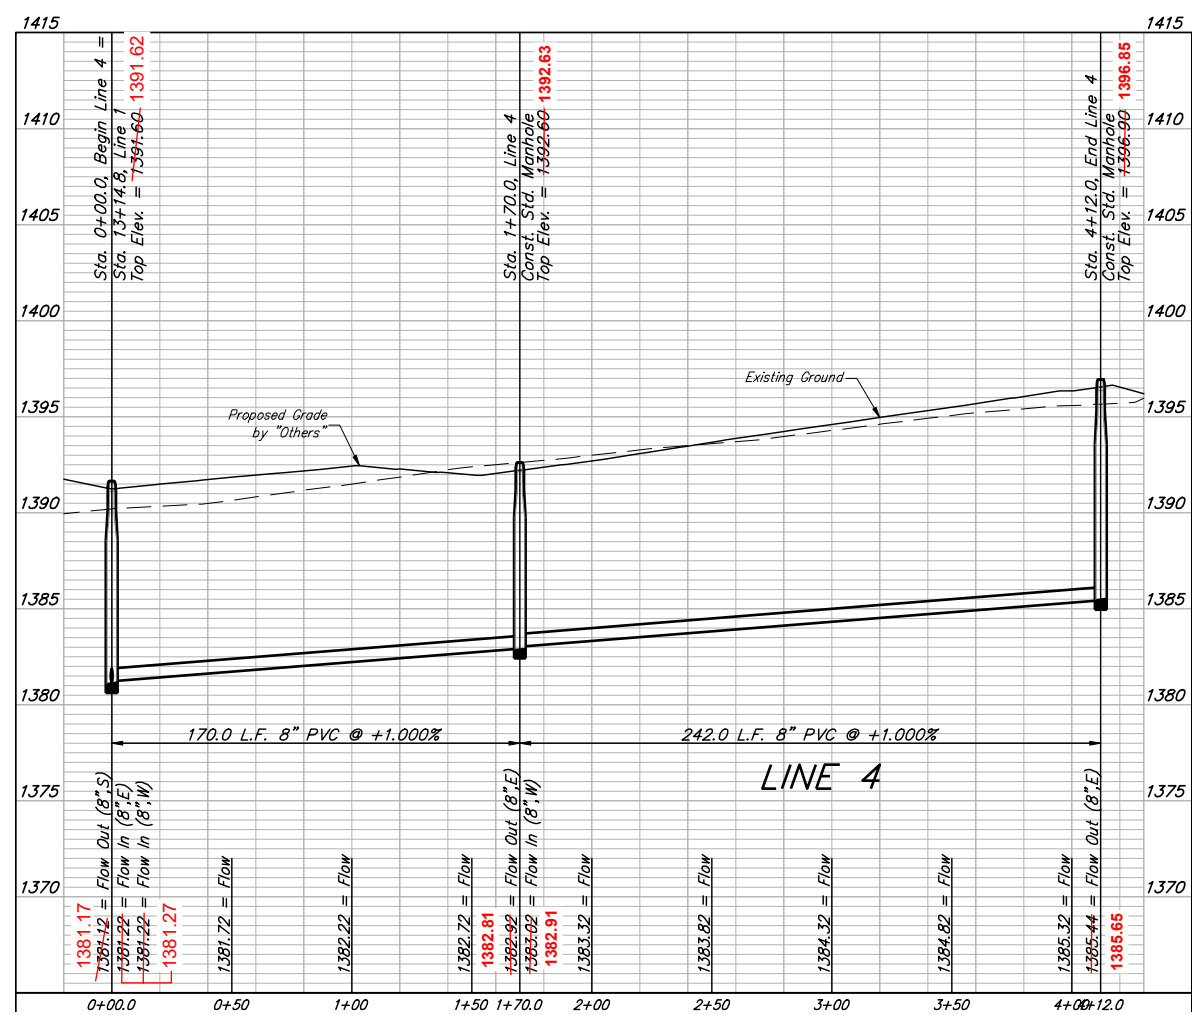 1415
1415
Sta. 0+00.0, Begin Line 4 =
Sta. 13+14.8, Line 1
Top Elev. = 1391.60 1391.62
Sta. 1+70.0, Line 4
Const. Std. Manhole
Top Elev. = 1392.60 1392.63
Sta. 4+12.0, End Line 4
Const. Std. Manhole
Top Elev. = 1396.90 1396.85
1410
1410
1405
1405
1400
1400
1395
1395
Proposed Grade
by "Others"
Existing Ground
1390
1390
1385
1385
1380
1380
170.0 L.F. 8" PVC @ +1.000%
242.0 L.F. 8" PVC @ +1.000%
LINE 4
1375
1375
1370
1370
1381.17
1381.12 = Flow Out (8",S)
1381.22 = Flow In (8",E)
1381.22 = Flow In (8",W)
1381.27
1381.72 = Flow
1382.22 = Flow
1382.72 = Flow
1382.81
1382.92 = Flow Out (8",E)
1383.02 = Flow In (8",W)
1382.91
1383.32 = Flow
1383.82 = Flow
1384.32 = Flow
1384.82 = Flow
1385.32 = Flow
1385.44 = Flow Out (8",E)
1385.65
0+00.0 0+50 1+00 1+50 1+70.0 2+00 2+50 3+00 3+50 4+00 4+12.0